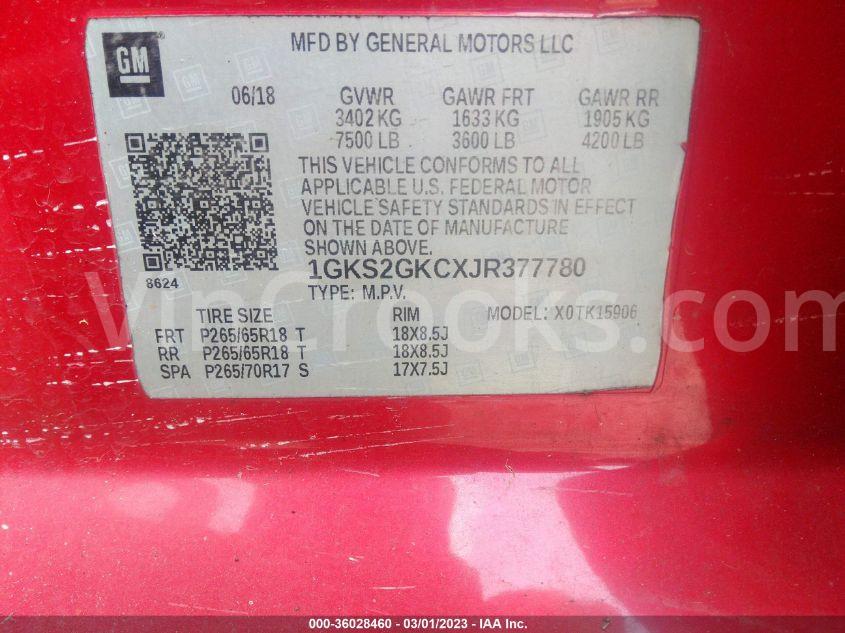 GM
MFD BY GENERAL MOTORS LLC
06/18 GVWR GAWR FRT GAWR RR
3402 KG 1633 KG 1905 KG
7500 LB 3600 LB 4200 LB
THIS VEHICLE CONFORMS TO ALL
APPLICABLE U.S. FEDERAL MOTOR
VEHICLE SAFETY STANDARDS IN EFFECT
ON THE DATE OF MANUFACTURE
SHOWN ABOVE.
8624
1GKS2GKCXJR377780
TYPE: M.P.V. MODEL: X0TK15906
TIRE SIZE RIM
FRT P265/65R18 T 18X8.5J
RR P265/65R18 T 18X8.5J
SPA P265/70R17 S 17X7.5J
VinCrooks.com
000-36028460 - 03/01/2023 - IAA Inc.